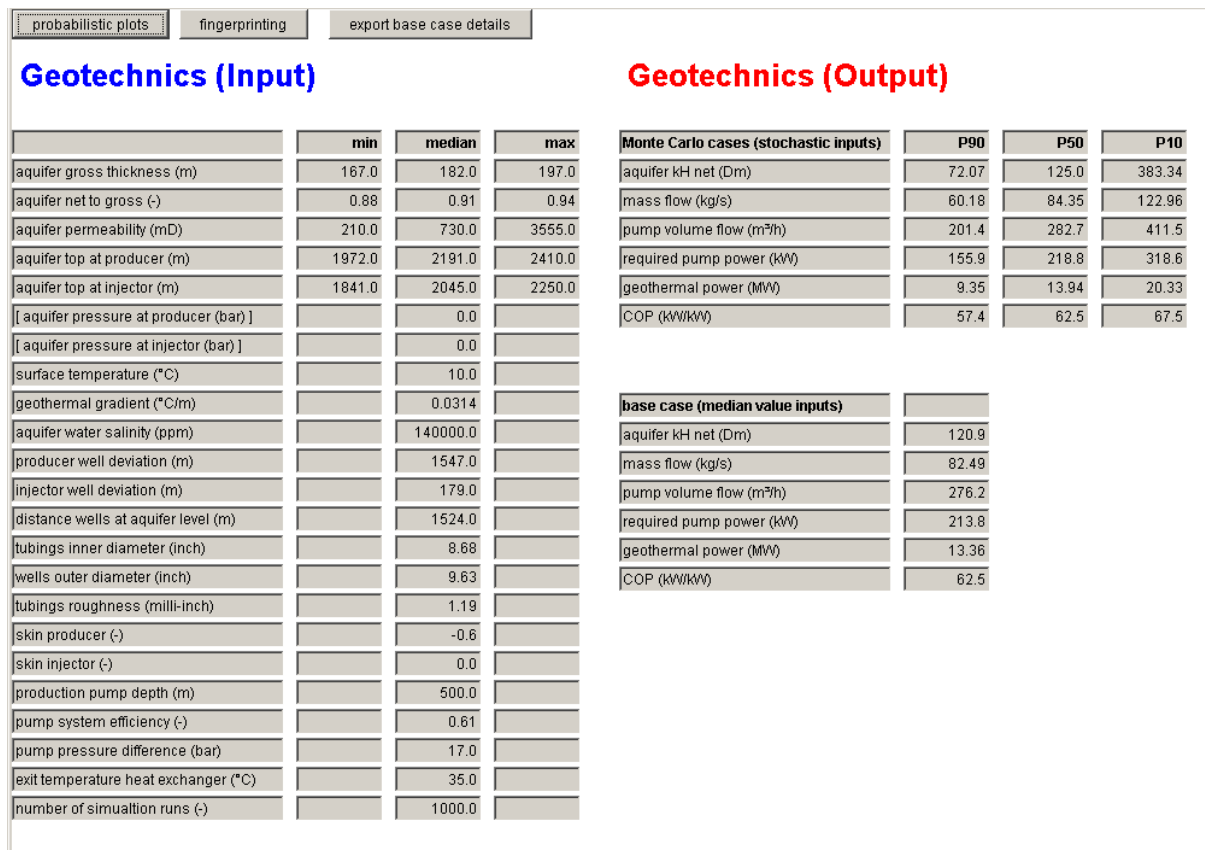 probabilistic plots fingerprinting export base case details
Geotechnics (Input)
min median max
aquifer gross thickness (m) 167.0 182.0 197.0
aquifer net to gross (-) 0.88 0.91 0.94
aquifer permeability (mD) 210.0 730.0 3555.0
aquifer top at producer (m) 1972.0 2191.0 2410.0
aquifer top at injector (m) 1841.0 2045.0 2250.0
[ aquifer pressure at producer (bar) ] 0.0
[ aquifer pressure at injector (bar) ] 0.0
surface temperature (°C) 10.0
geothermal gradient (°C/m) 0.0314
aquifer water salinity (ppm) 140000.0
producer well deviation (m) 1547.0
injector well deviation (m) 179.0
distance wells at aquifer level (m) 1524.0
tubings inner diameter (inch) 8.68
wells outer diameter (inch) 9.63
tubings roughness (milli-inch) 1.19
skin producer (-) -0.6
skin injector (-) 0.0
production pump depth (m) 500.0
pump system efficiency (-) 0.61
pump pressure difference (bar) 17.0
exit temperature heat exchanger (°C) 35.0
number of simualtion runs (-) 1000.0
Geotechnics (Output)
Monte Carlo cases (stochastic inputs) P90 P50 P10
aquifer kH net (Dm) 72.07 125.0 383.34
mass flow (kg/s) 60.18 84.35 122.96
pump volume flow (m³/h) 201.4 282.7 411.5
required pump power (kW) 155.9 218.8 318.6
geothermal power (MW) 9.35 13.94 20.33
COP (kW/kW) 57.4 62.5 67.5
base case (median value inputs)
aquifer kH net (Dm) 120.9
mass flow (kg/s) 82.49
pump volume flow (m³/h) 276.2
required pump power (kW) 213.8
geothermal power (MW) 13.36
COP (kW/kW) 62.5